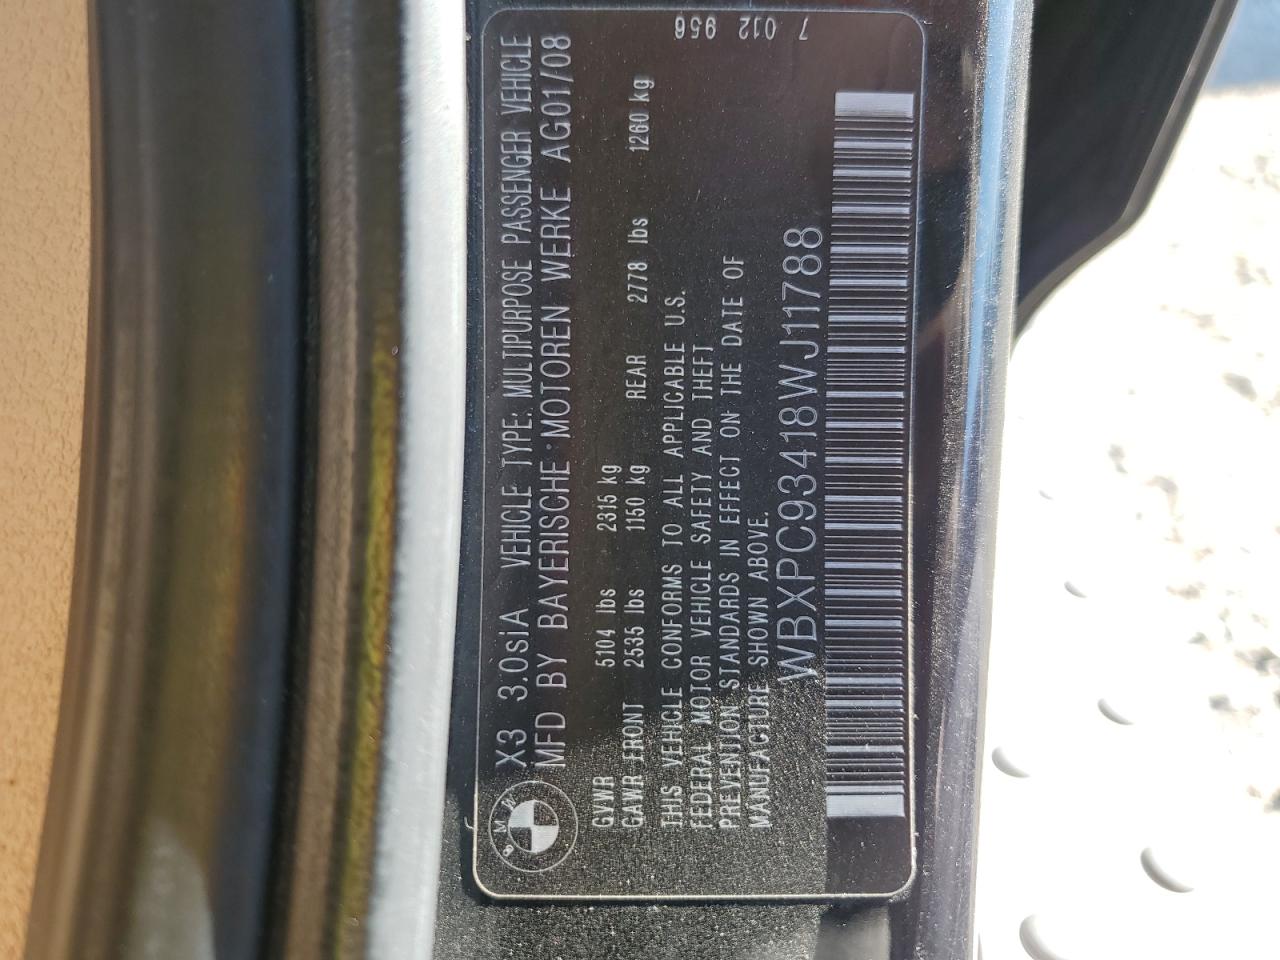 BMW
X3 3.0siA VEHICLE TYPE: MULTIPURPOSE PASSENGER VEHICLE
MFD BY BAYERISCHE MOTOREN WERKE AG01/08
GVWR 5104 lbs 2315 kg
GAWR FRONT 2535 lbs 1150 kg REAR 2778 lbs 1260 kg
THIS VEHICLE CONFORMS TO ALL APPLICABLE U.S.
FEDERAL MOTOR VEHICLE SAFETY AND THEFT
PREVENTION STANDARDS IN EFFECT ON THE DATE OF
MANUFACTURE SHOWN ABOVE.
WBXPC93418WJ11788
7 012 956